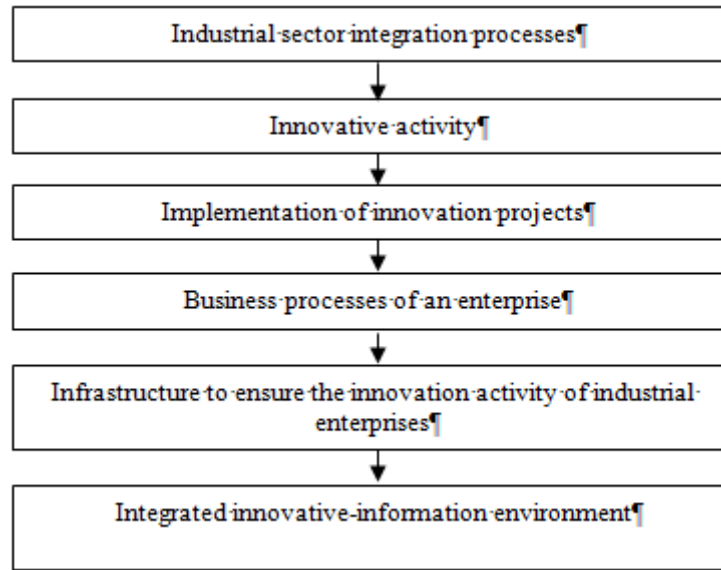 Industrial·sector·integration·processes¶
Innovative·activity¶
Implementation·of·innovation·projects¶
Business·processes·of·an·enterprise¶
Infrastructure·to·ensure·the·innovation·activity·of·industrial·
enterprises¶
Integrated·innovative-information·environment¶